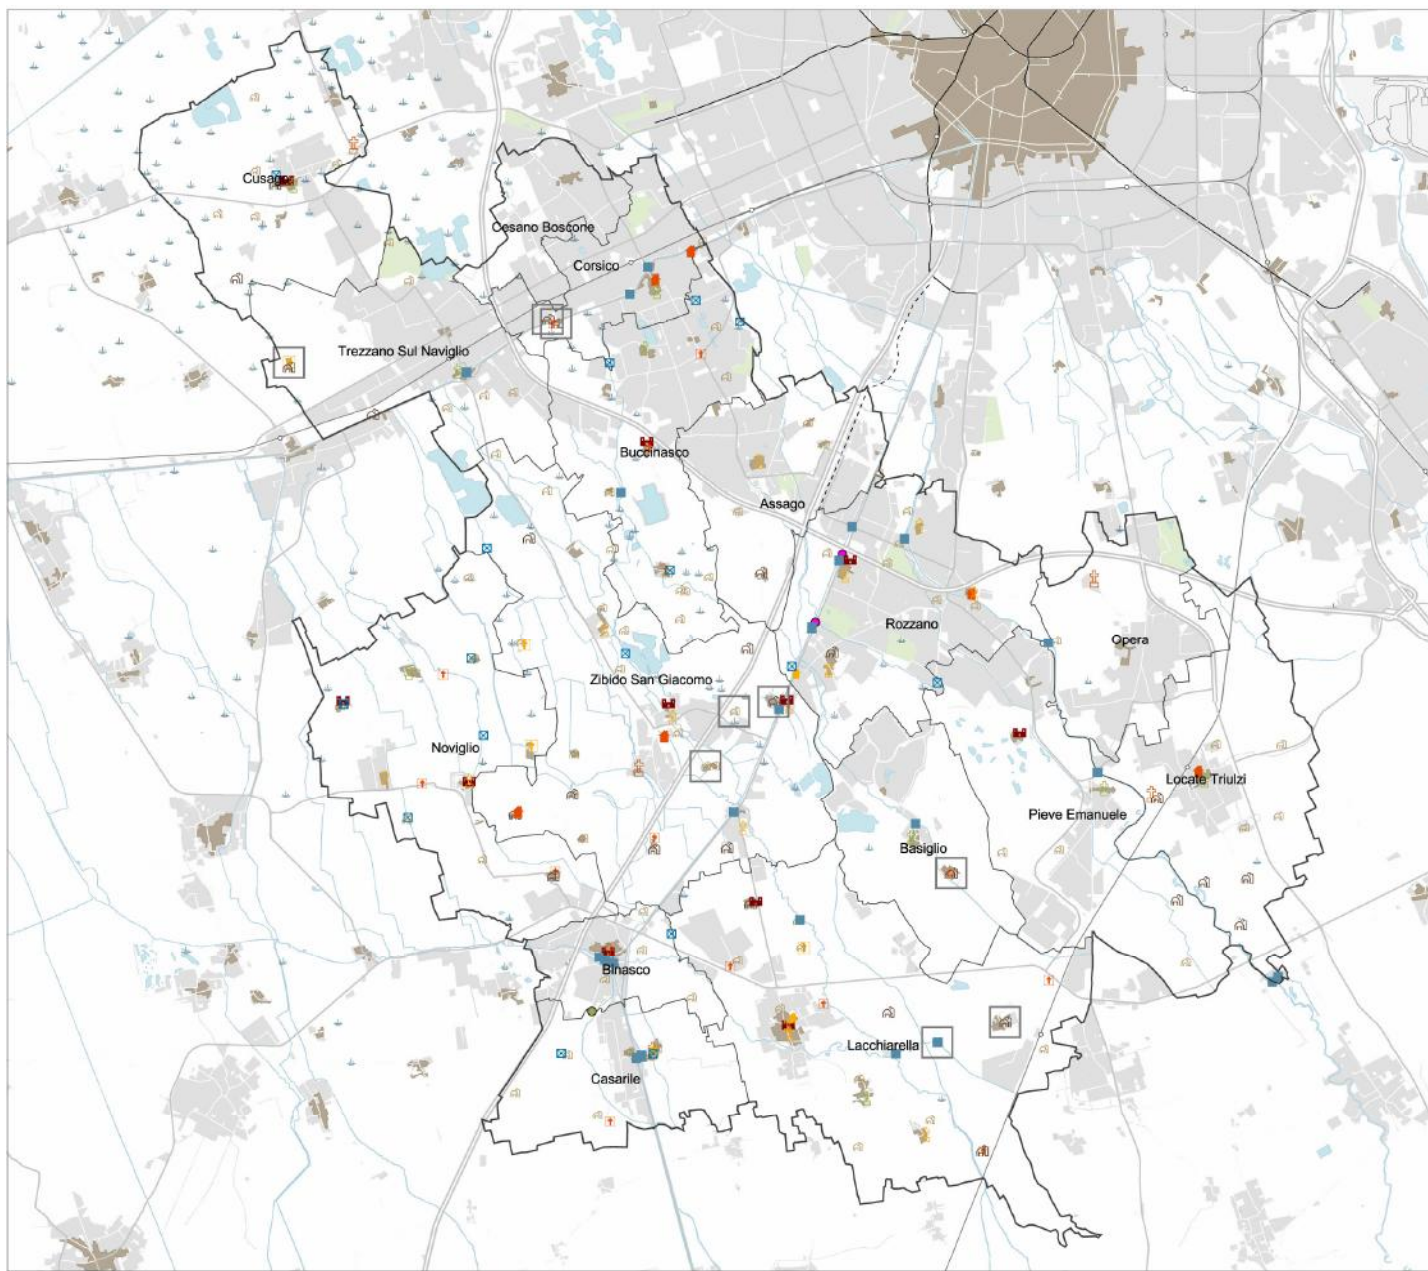 Cusago
Cesano Boscone
Corsico
Trezzano Sul Naviglio
Buccinasco
Assago
Rozzano
Opera
Zibido San Giacomo
Noviglio
Locate Triulzi
Pieve Emanuele
Basiglio
Binasco
Lacchiarella
Casarile